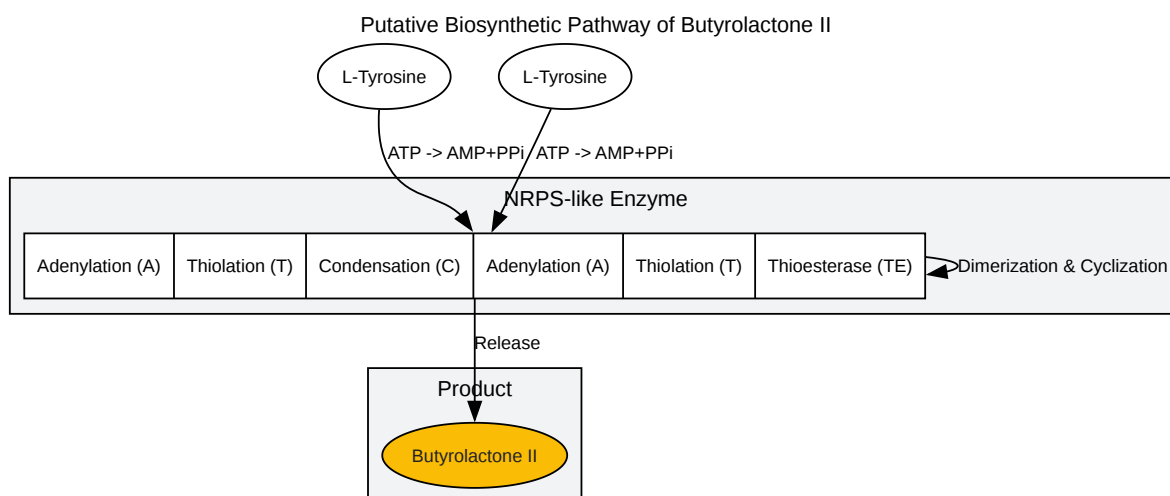 Putative Biosynthetic Pathway of Butyrolactone II
L-Tyrosine
L-Tyrosine
ATP -> AMP+PPi
ATP -> AMP+PPi
NRPS-like Enzyme
Adenylation (A)
Thiolation (T)
Condensation (C)
Adenylation (A)
Thiolation (T)
Thioesterase (TE)
Dimerization & Cyclization
Release
Product
Butyrolactone II